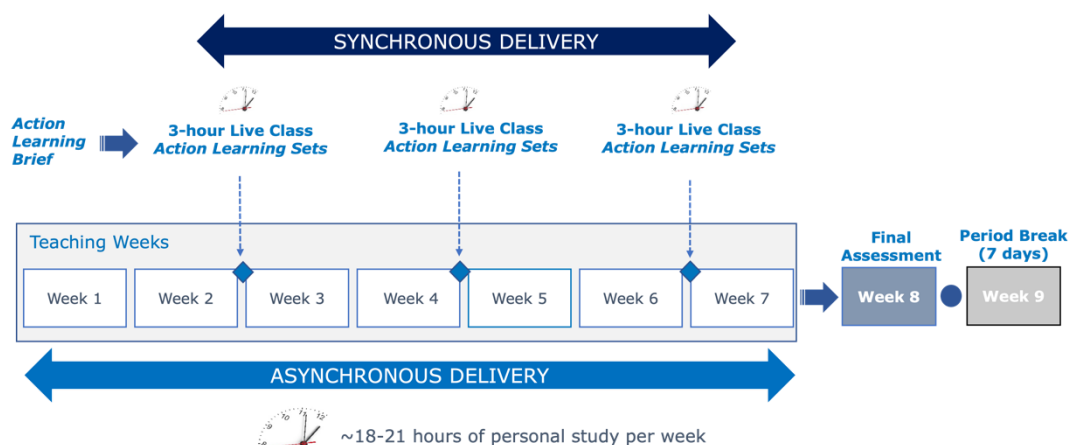 SYNCHRONOUS DELIVERY
Action
Learning
Brief
3-hour Live Class
Action Learning Sets
3-hour Live Class
Action Learning Sets
3-hour Live Class
Action Learning Sets
Teaching Weeks
Week 1
Week 2
Week 3
Week 4
Week 5
Week 6
Week 7
Final
Assessment
Week 8
Period Break
(7 days)
Week 9
ASYNCHRONOUS DELIVERY
~18-21 hours of personal study per week